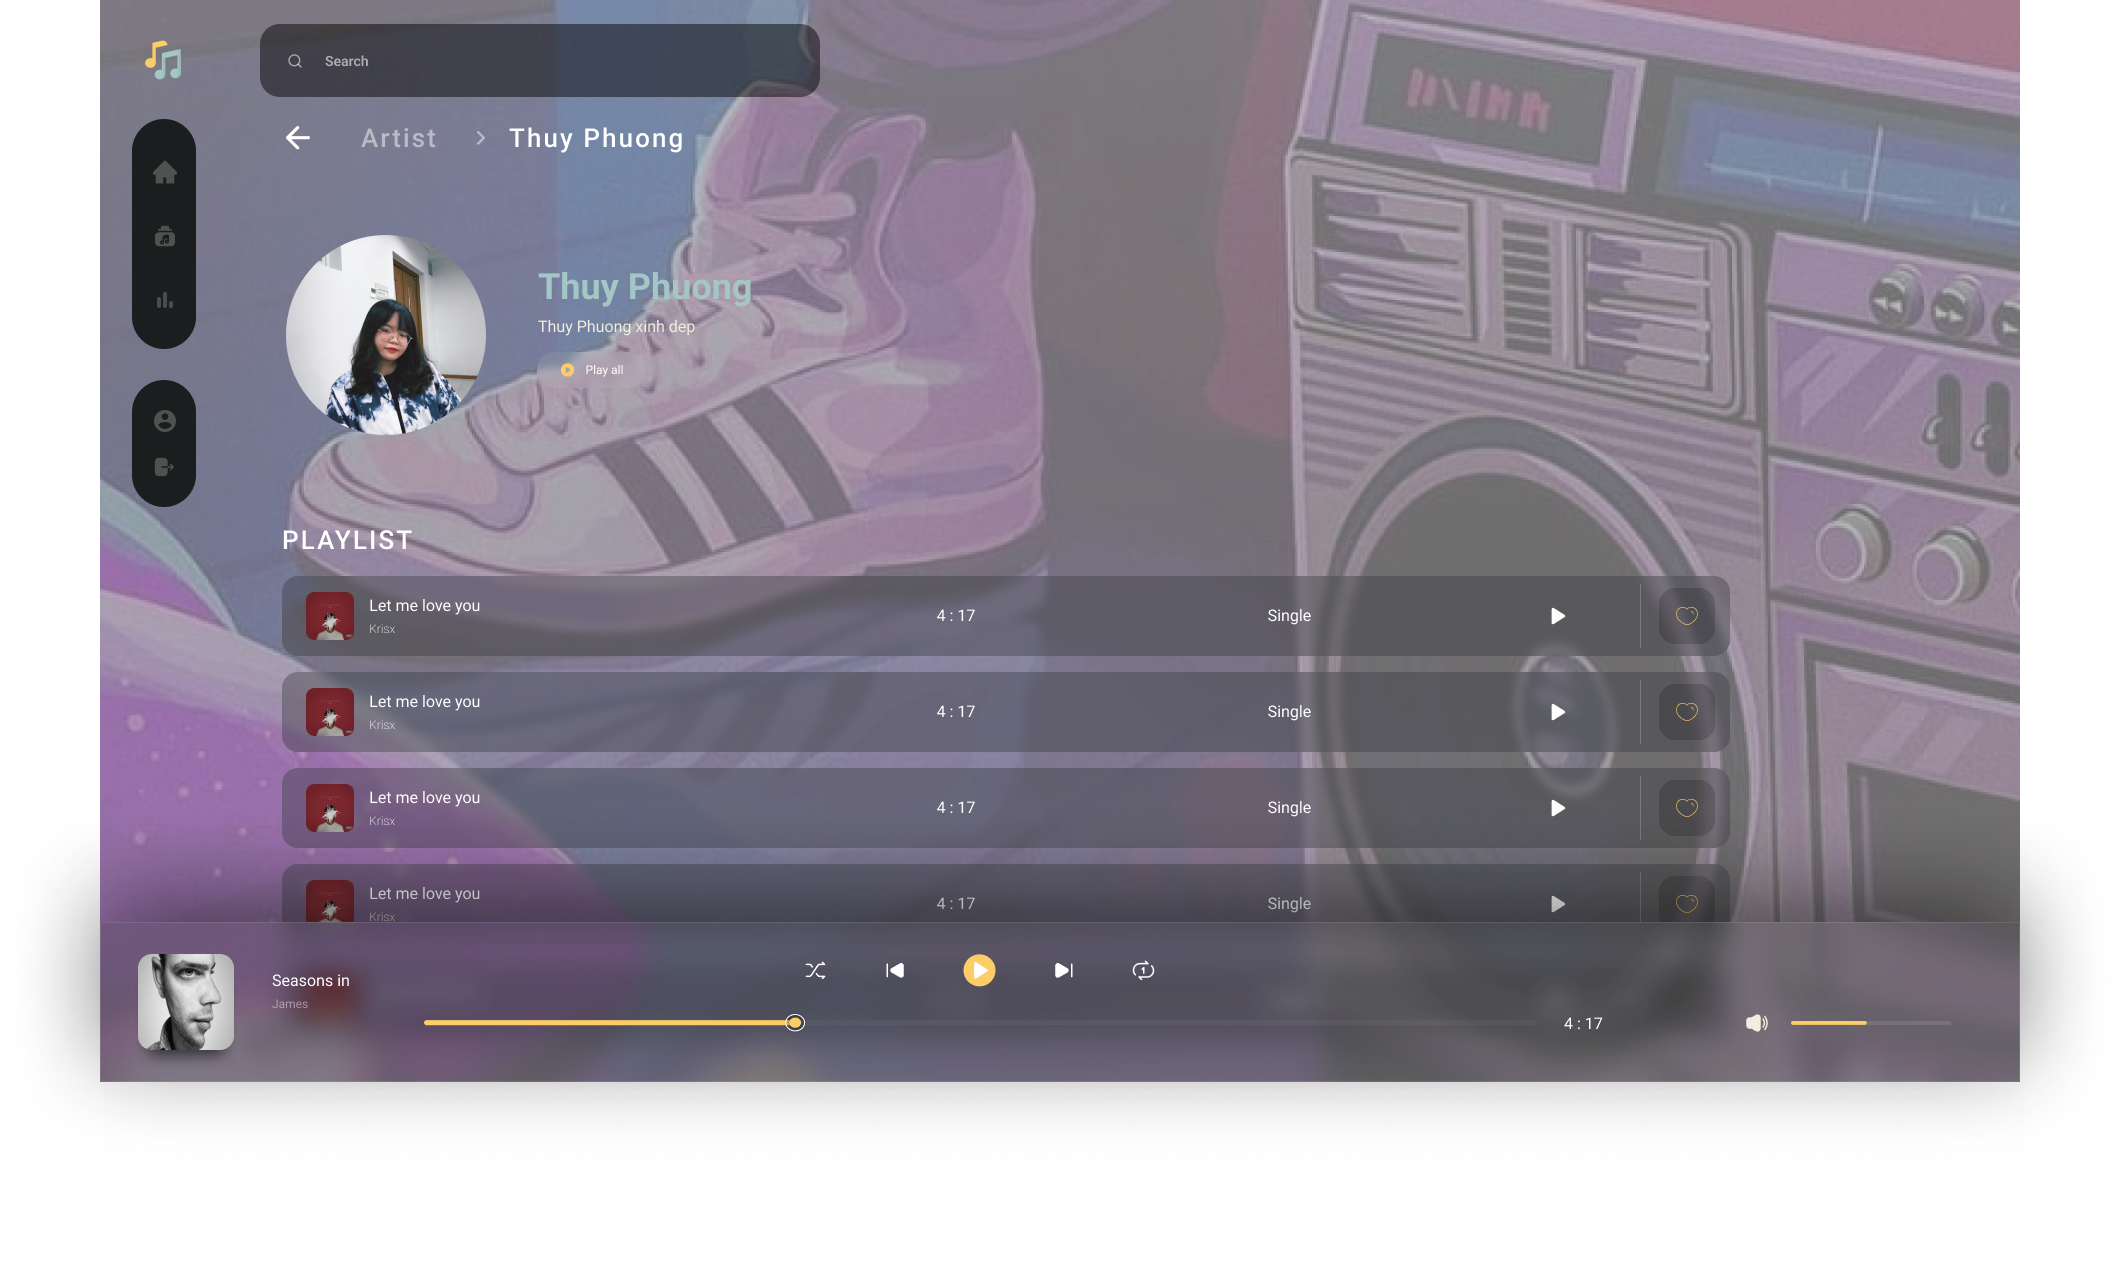 Search
Artist > Thuy Phuong
Thuy Phuong
Thuy Phuong xinh dep
Play all
PLAYLIST
Let me love you
Krisx
4 : 17
Single
Let me love you
Krisx
4 : 17
Single
Let me love you
Krisx
4 : 17
Single
Let me love you
Krisx
4 : 17
Single
Seasons in
James
4 : 17